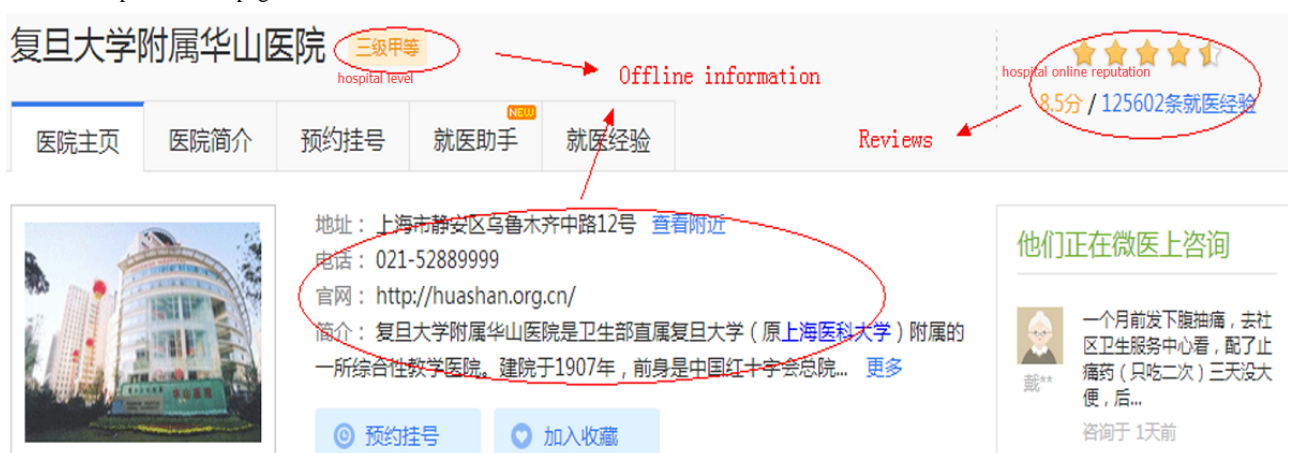 复旦大学附属华山医院 三级甲等
hospital level
Offline information
hospital online reputation
8.5分 / 125602条就医经验
Reviews
NEW
医院主页 医院简介 预约挂号 就医助手 就医经验
地址： 上海市静安区乌鲁木齐中路12号 查看附近
电话： 021-52889999
官网： http://huashan.org.cn/
简介： 复旦大学附属华山医院是卫生部直属复旦大学（原上海医科大学）附属的
一所综合性教学医院。建院于1907年，前身是中国红十字会总院... 更多
预约挂号 加入收藏
他们正在微医上咨询
一个月前发下腹抽痛，去社
区卫生服务中心看，配了止
痛药（只吃二次）三天没大
便，后...
戴**
咨询于 1天前